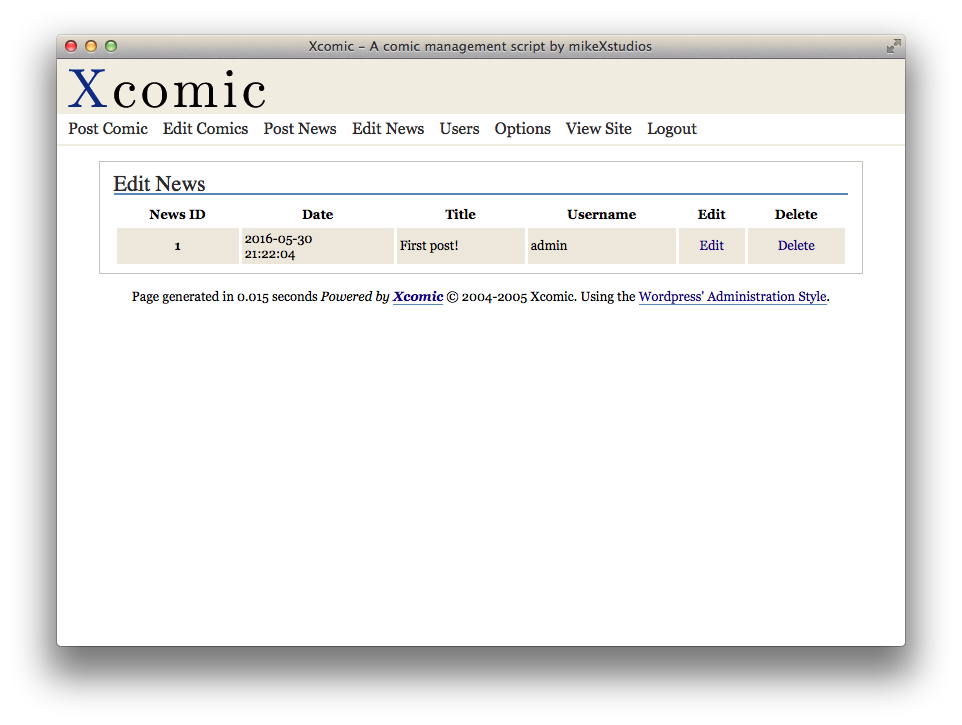 Xcomic – A comic management script by mikeXstudios
Xcomic
Post Comic Edit Comics Post News Edit News Users Options View Site Logout
Edit News
News ID Date Title Username Edit Delete
1 2016-05-30 21:22:04 First post! admin Edit Delete
Page generated in 0.015 seconds Powered by Xcomic © 2004-2005 Xcomic. Using the Wordpress' Administration Style.